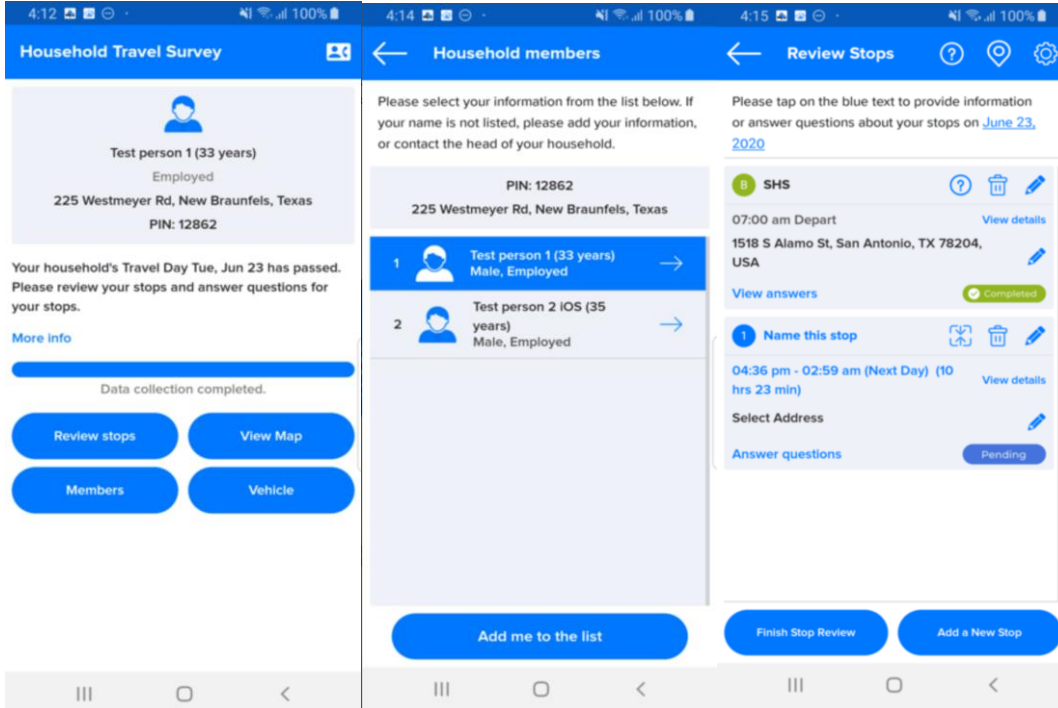 4:12
100%
Household Travel Survey
Test person 1 (33 years)
Employed
225 Westmeyer Rd, New Braunfels, Texas
PIN: 12862
Your household's Travel Day Tue, Jun 23 has passed.
Please review your stops and answer questions for
your stops.
More info
Data collection completed.
Review stops
View Map
Members
Vehicle
4:14
100%
Household members
Please select your information from the list below. If
your name is not listed, please add your information,
or contact the head of your household.
PIN: 12862
225 Westmeyer Rd, New Braunfels, Texas
1
Test person 1 (33 years)
Male, Employed
2
Test person 2 iOS (35
years)
Male, Employed
Add me to the list
4:15
100%
Review Stops
Please tap on the blue text to provide information
or answer questions about your stops on June 23,
2020
B SHS
07:00 am Depart
View details
1518 S Alamo St, San Antonio, TX 78204,
USA
View answers
Completed
1 Name this stop
04:36 pm - 02:59 am (Next Day) (10
hrs 23 min)
View details
Select Address
Answer questions
Pending
Finish Stop Review
Add a New Stop